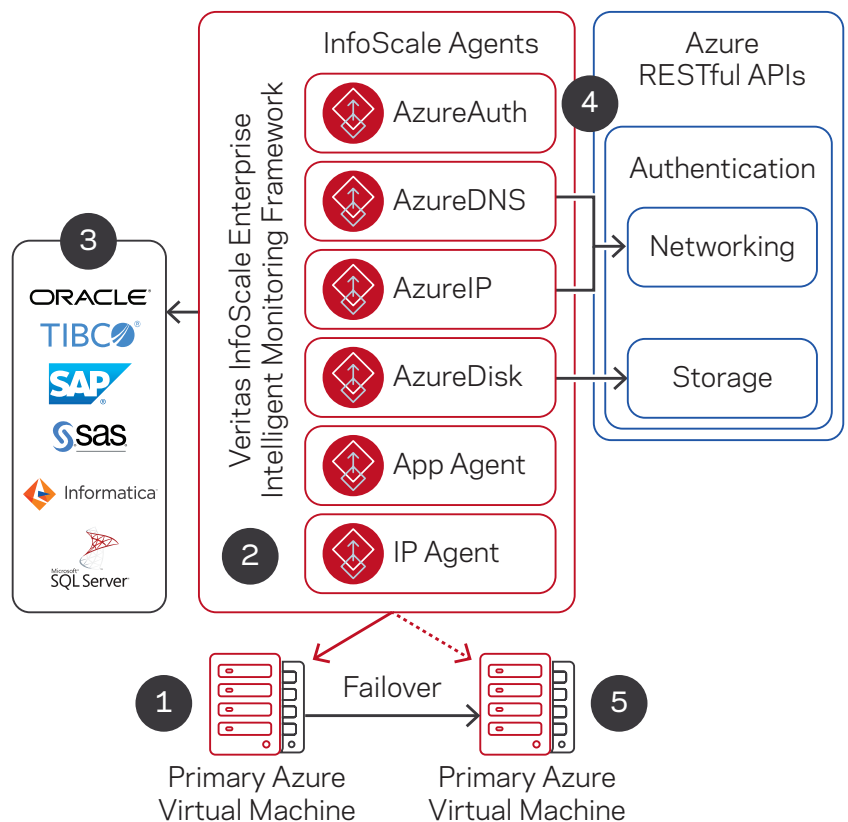 InfoScale Agents
Veritas InfoScale Enterprise
Intelligent Monitoring Framework
AzureAuth
AzureDNS
AzureIP
AzureDisk
App Agent
IP Agent
2
4
Azure
RESTful APIs
Authentication
Networking
Storage
3
ORACLE®
TIBCO®
SAP®
sas
Informatica
Microsoft®
SQL Server
1
Failover
5
Primary Azure
Virtual Machine
Primary Azure
Virtual Machine